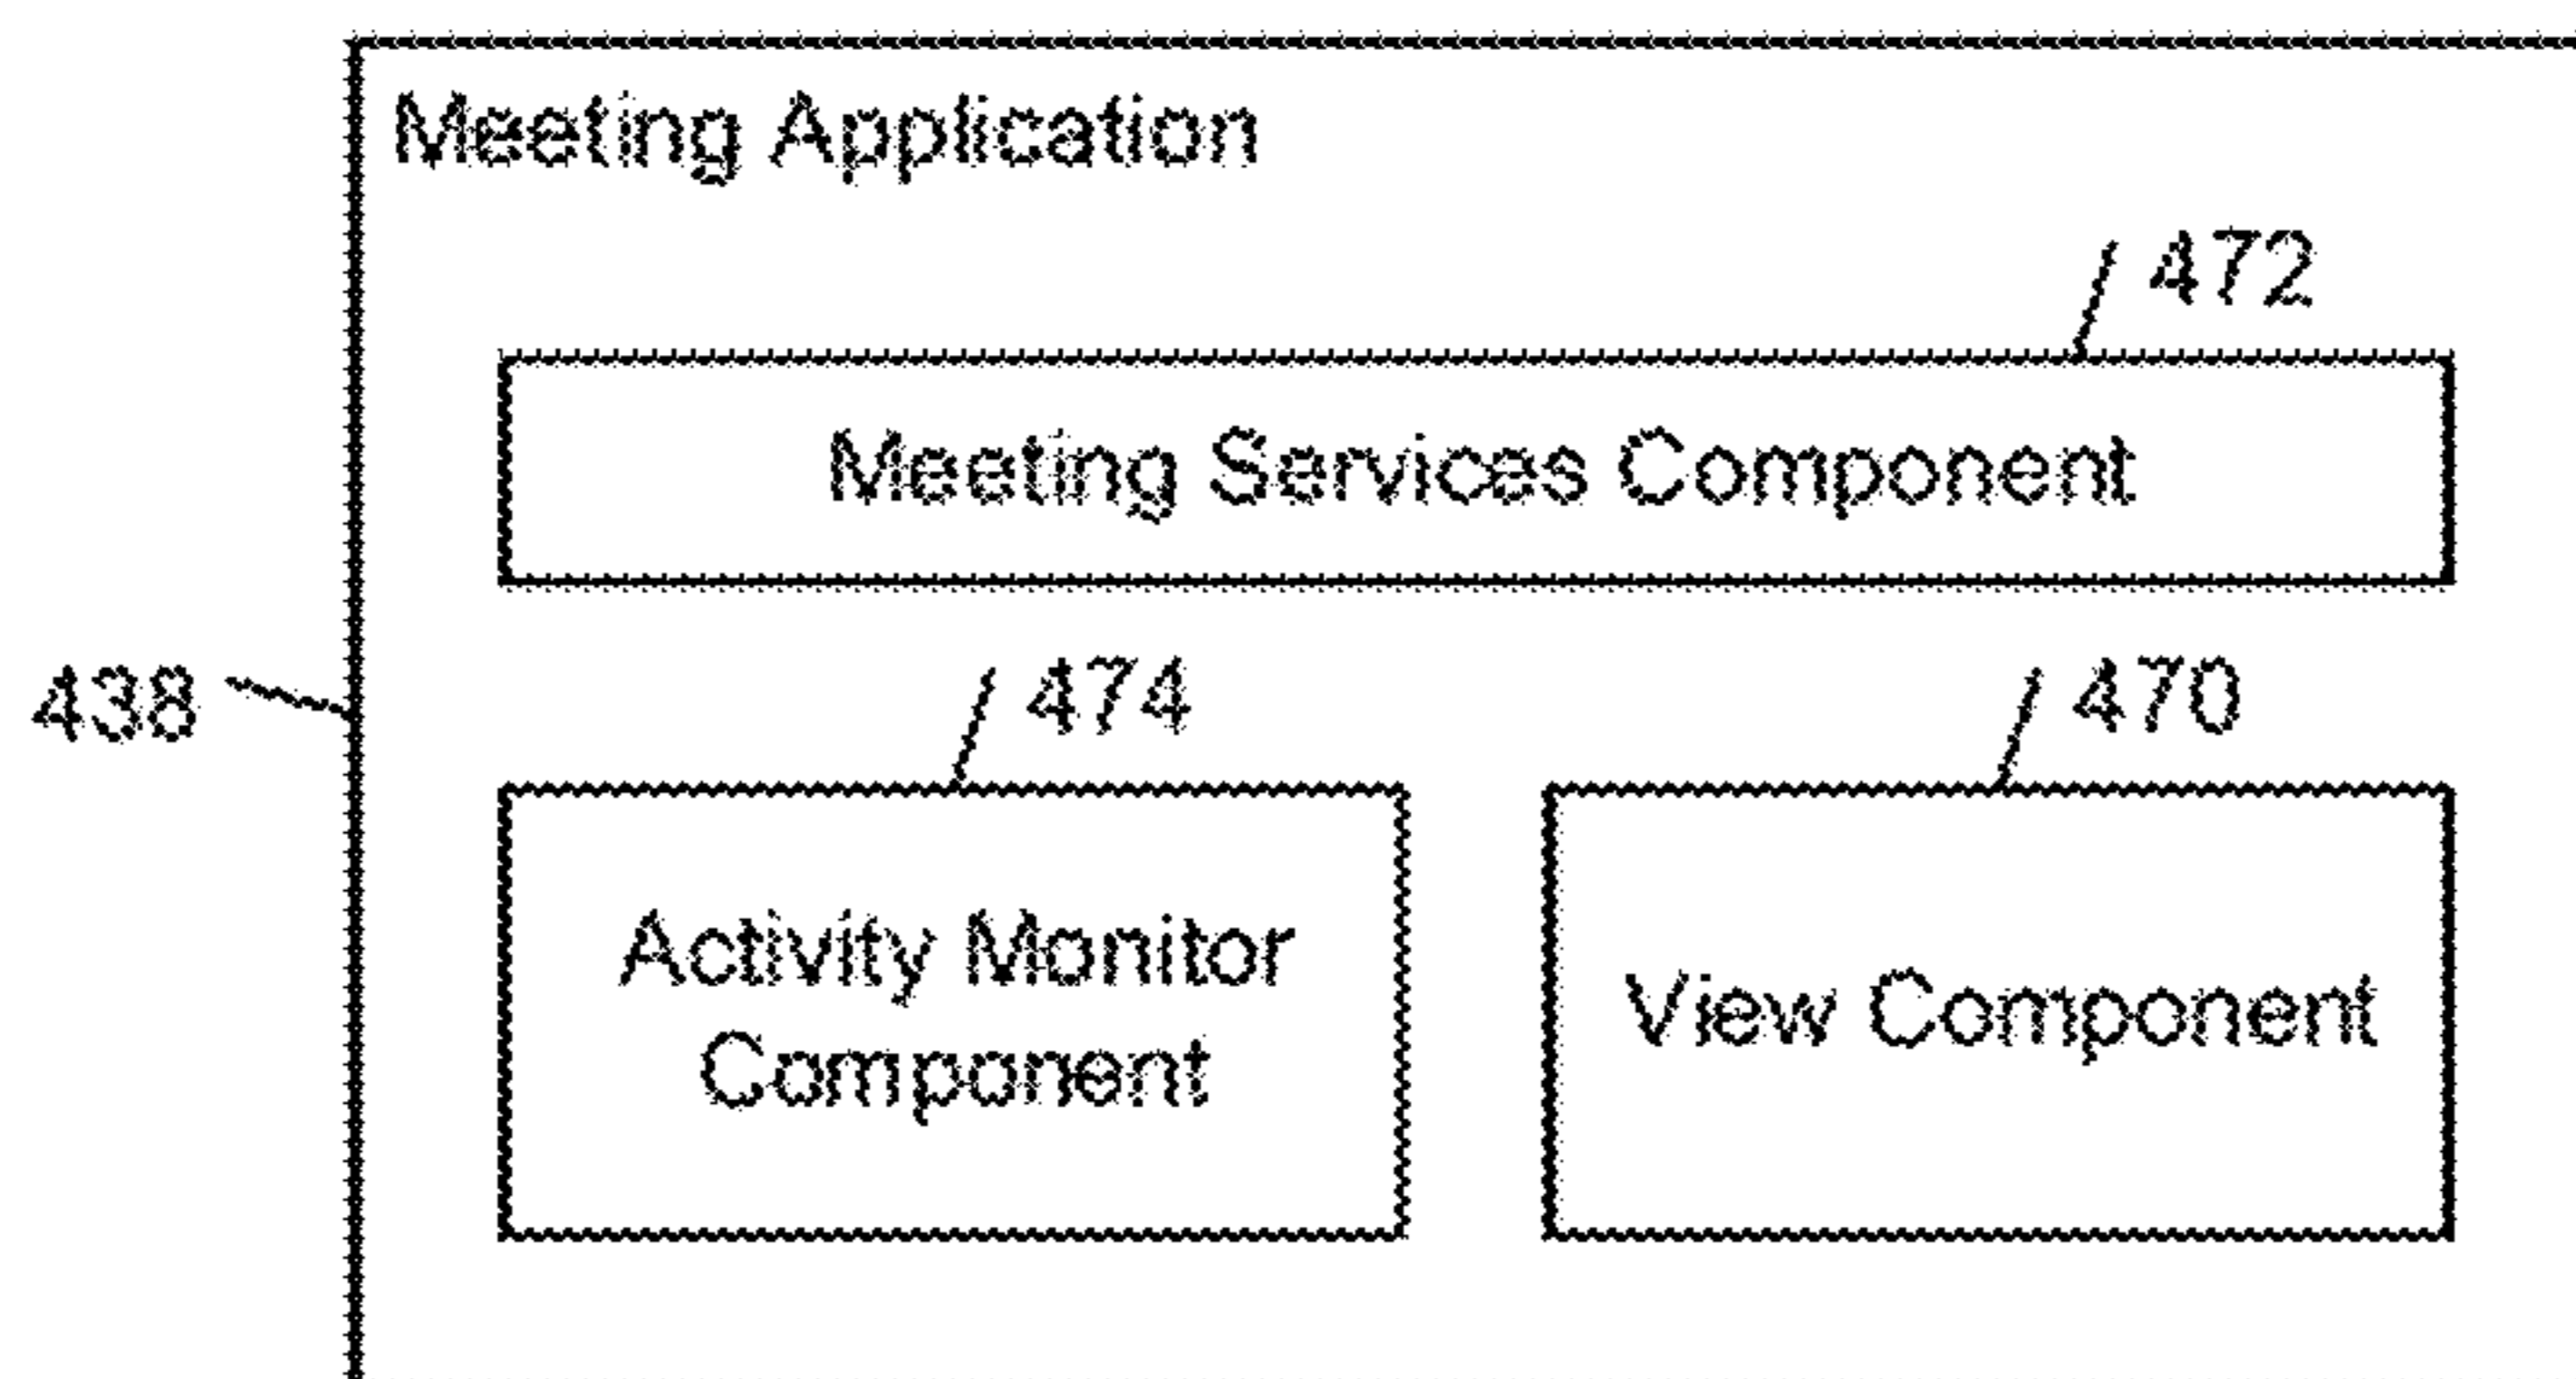 Meeting Application
472
Meeting Services Component
438
474
470
Activity Monitor
Component
View Component